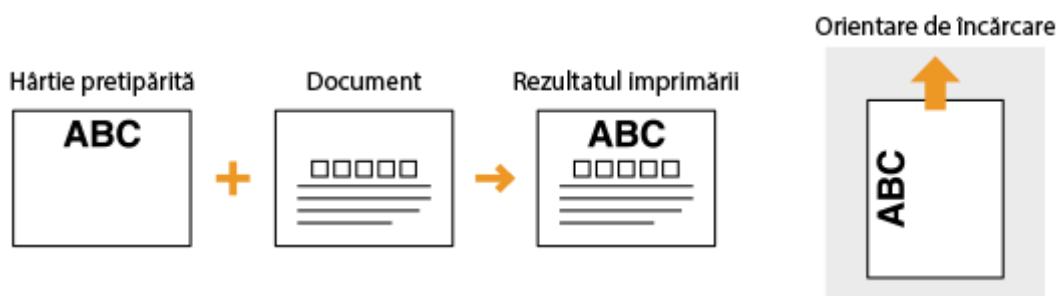 Orientare de încărcare
Hârtie pretipărită
Document
Rezultatul imprimării
ABC
ABC
ABC